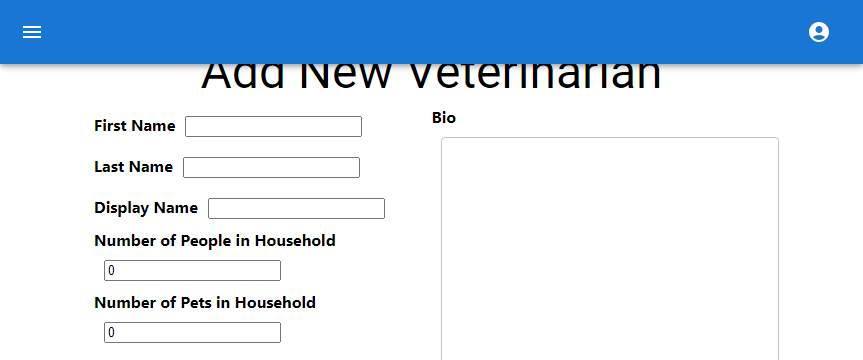 Add New Veterinarian
First Name
Last Name
Display Name
Number of People in Household
0
Number of Pets in Household
0
Bio